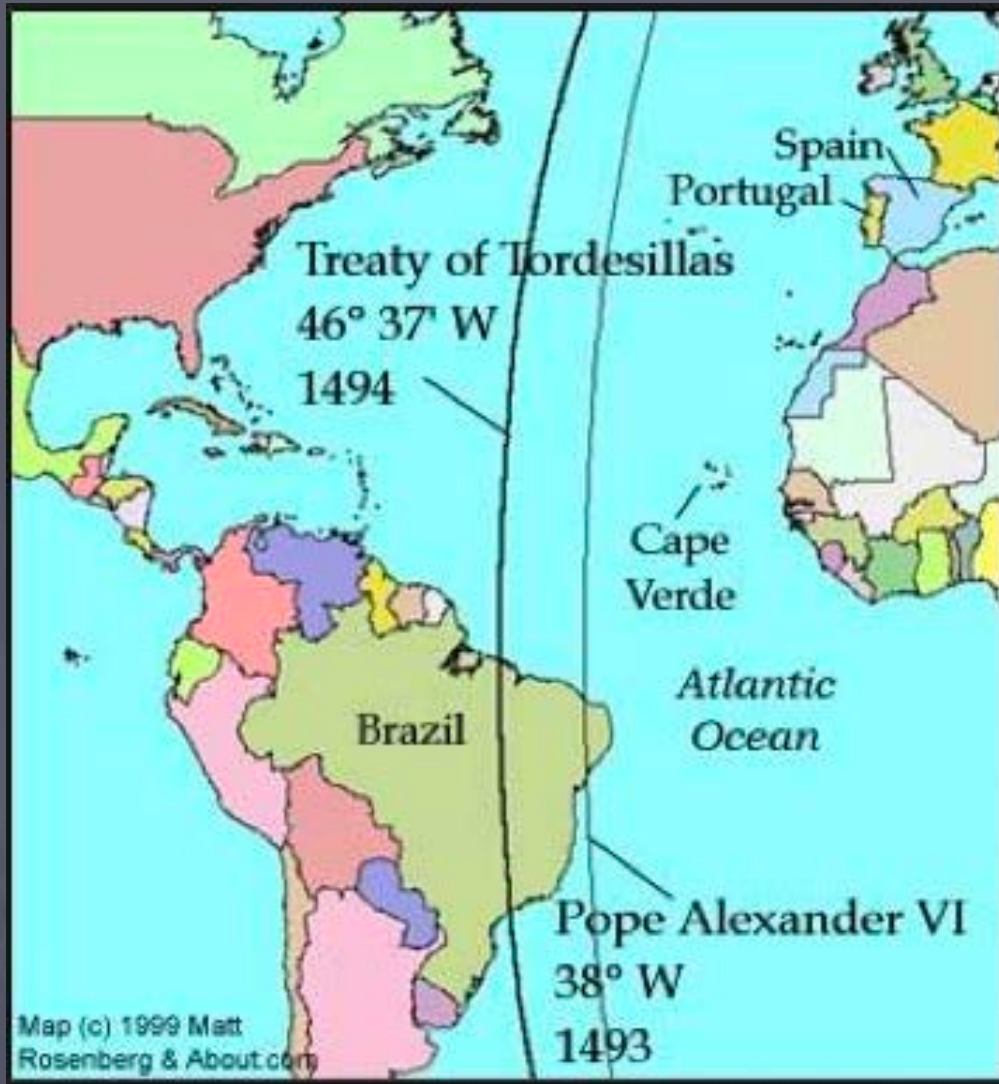 Spain
Portugal
Treaty of Tordesillas
46° 37' W
1494
Cape
Verde
Atlantic
Ocean
Brazil
Pope Alexander VI
38° W
1493
Map (c) 1999 Matt
Rosenberg & About.com